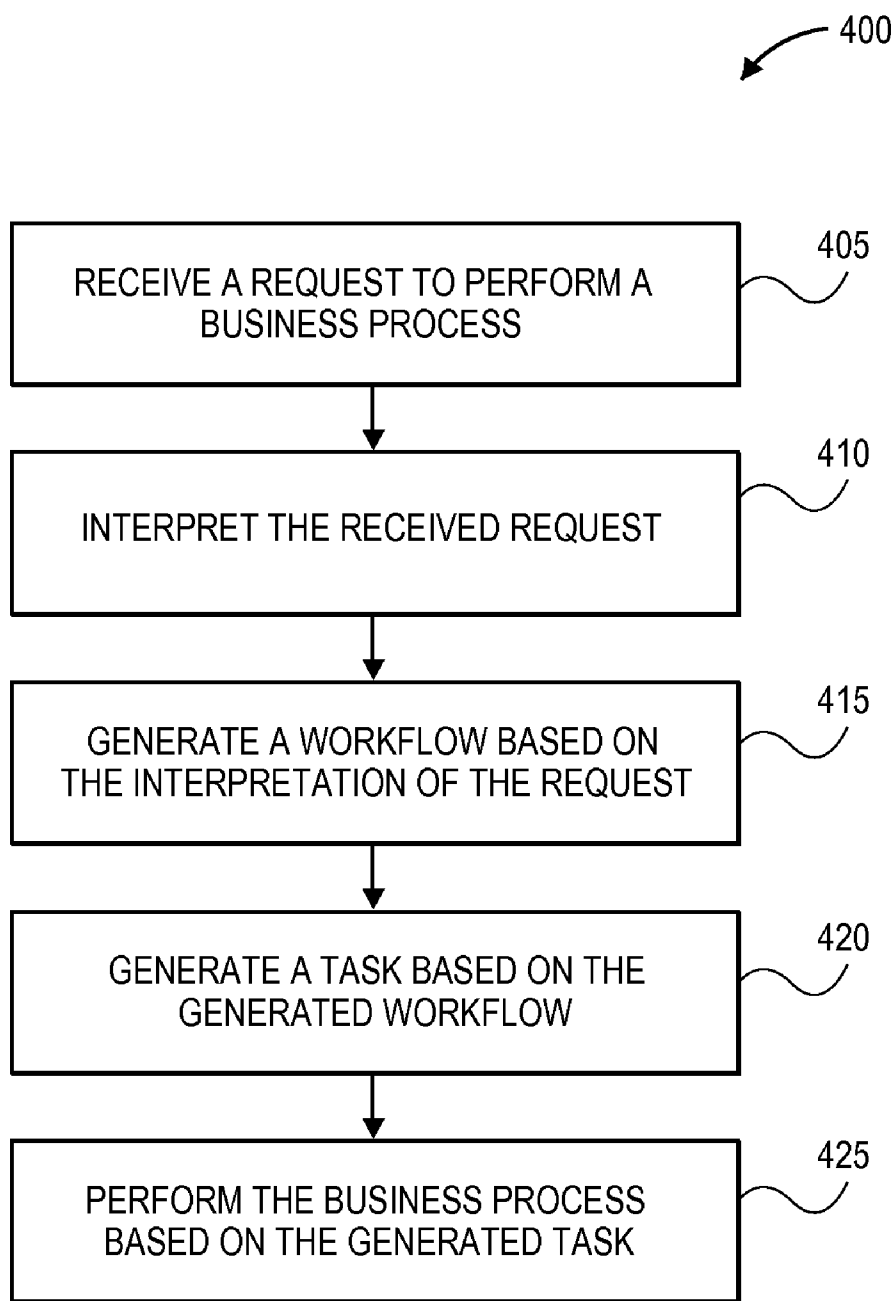 400
RECEIVE A REQUEST TO PERFORM A
BUSINESS PROCESS
405
INTERPRET THE RECEIVED REQUEST
410
GENERATE A WORKFLOW BASED ON
THE INTERPRETATION OF THE REQUEST
415
GENERATE A TASK BASED ON THE
GENERATED WORKFLOW
420
PERFORM THE BUSINESS PROCESS
BASED ON THE GENERATED TASK
425